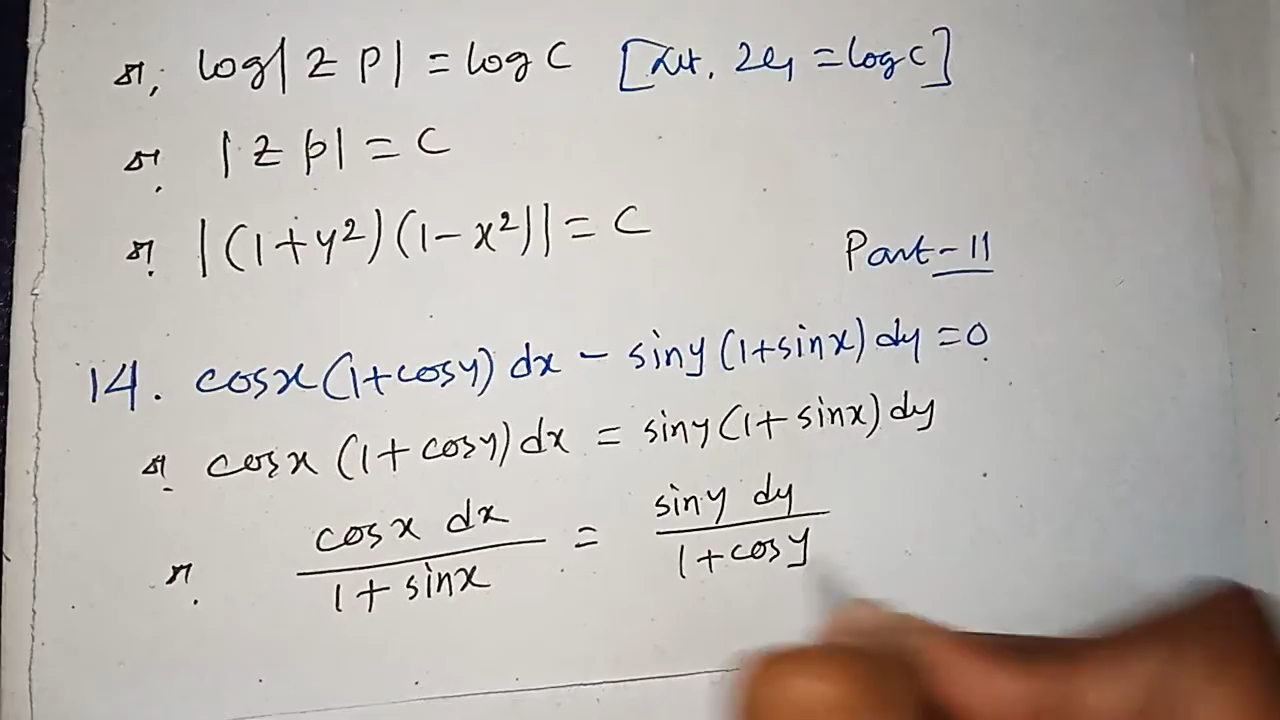 বা, log|z p| = log C [ধরি, 2c₁ = log C]
বা, |z p| = C
বা, |(1+y²)(1-x²)| = C
Part-11
14. cosx(1+cosy) dx - siny(1+sinx) dy = 0
বা, cosx (1+cosy) dx = siny (1+sinx) dy
বা, cosx dx / 1+sinx = siny dy / 1+cosy